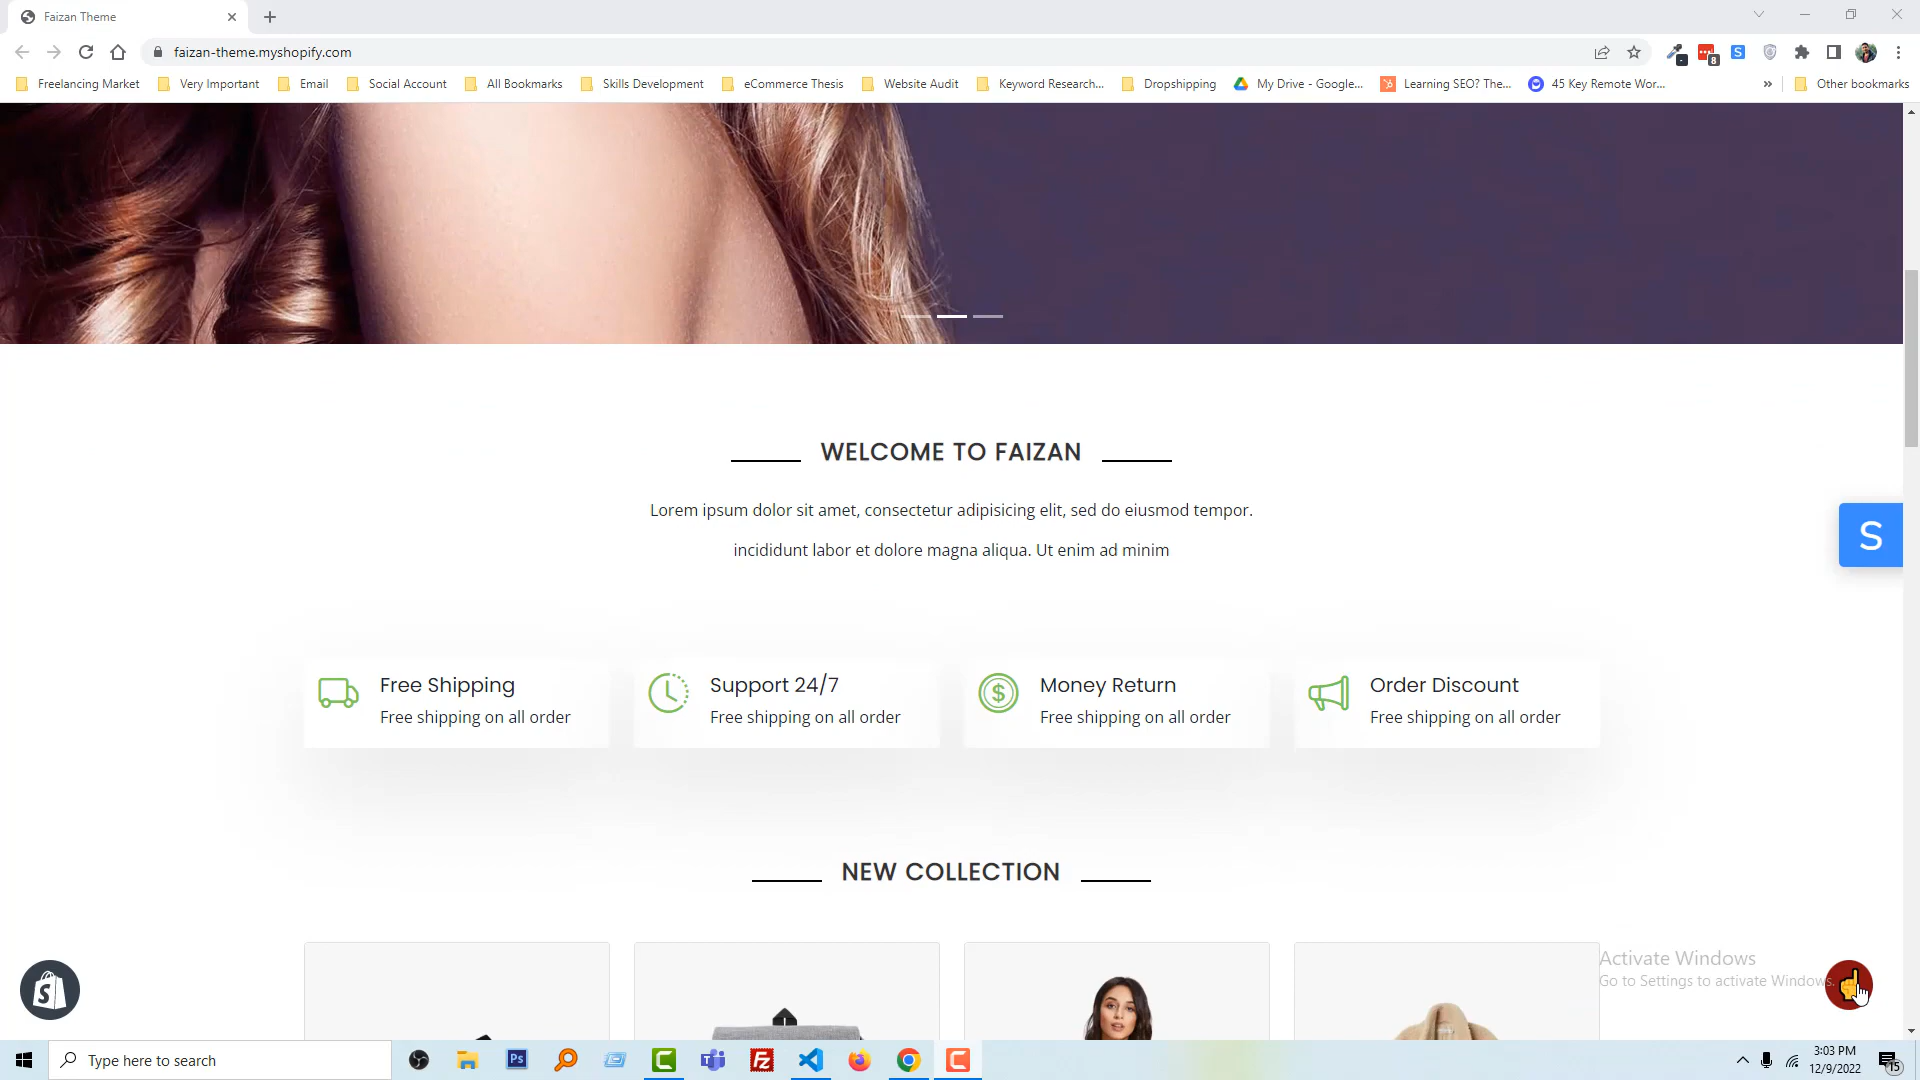 Faizan Theme
faizan-theme.myshopify.com
8
S
Freelancing Market
Very Important
Email
Social Account
All Bookmarks
Skills Development
eCommerce Thesis
Website Audit
Keyword Research...
Dropshipping
My Drive - Google...
Learning SEO? The...
45 Key Remote Wor...
»
Other bookmarks
WELCOME TO FAIZAN
Lorem ipsum dolor sit amet, consectetur adipisicing elit, sed do eiusmod tempor.
incididunt labor et dolore magna aliqua. Ut enim ad minim
S
Free Shipping
Free shipping on all order
Support 24/7
Free shipping on all order
Money Return
Free shipping on all order
Order Discount
Free shipping on all order
NEW COLLECTION
Activate Windows
Go to Settings to activate Windows.
Type here to search
Ps
3:03 PM
12/9/2022
15